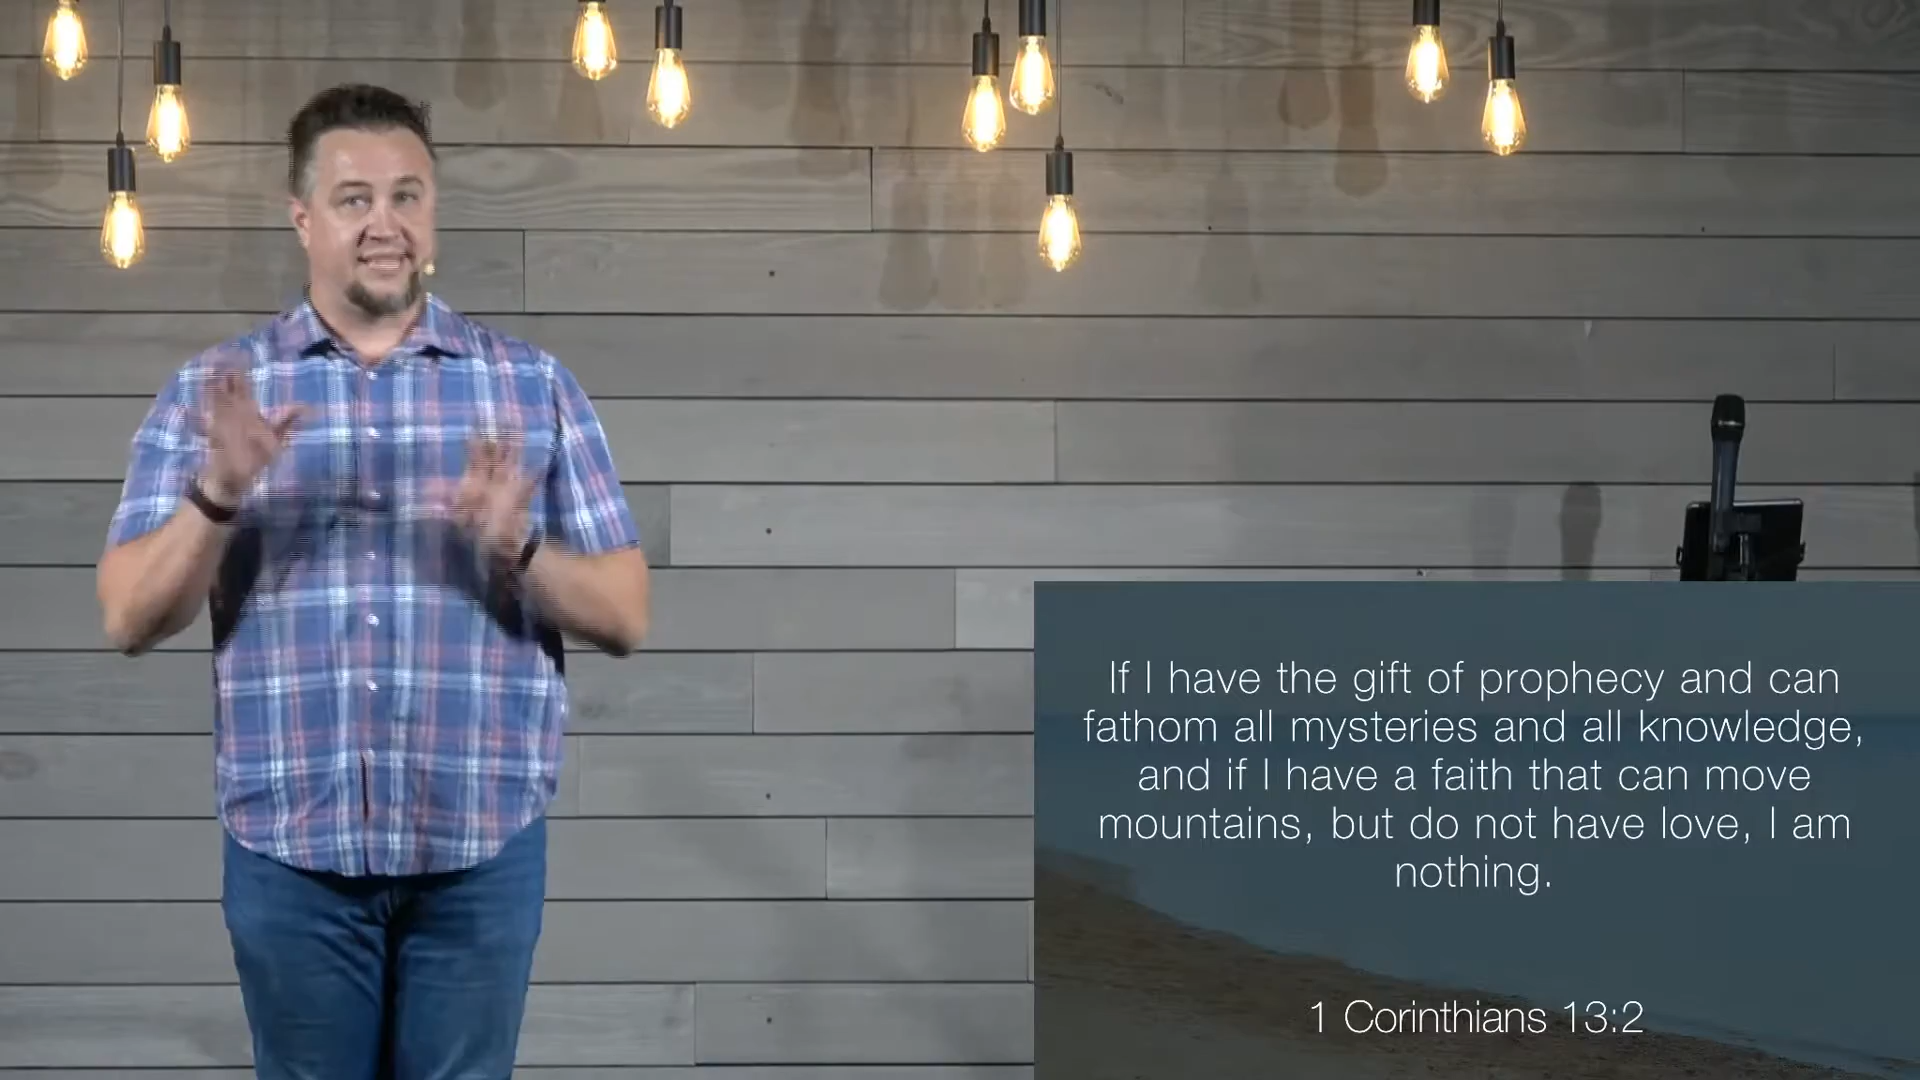 If I have the gift of prophecy and can
fathom all mysteries and all knowledge,
and if I have a faith that can move
mountains, but do not have love, I am
nothing.
1 Corinthians 13:2